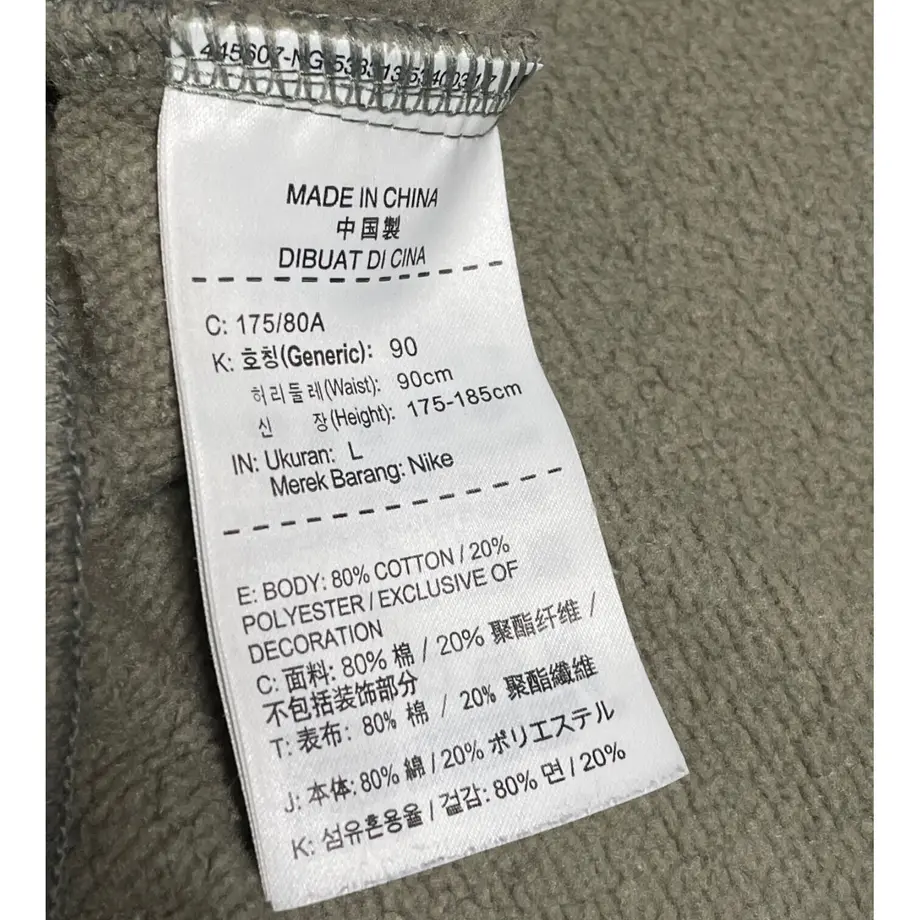 MADE IN CHINA
中国製
DIBUAT DI CINA
C: 175/80A
K: 호칭(Generic): 90
허리둘레(Waist): 90cm
신 장(Height): 175-185cm
IN: Ukuran: L
Merek Barang: Nike
E: BODY: 80% COTTON / 20%
POLYESTER / EXCLUSIVE OF
DECORATION
C: 面料: 80% 棉 / 20% 聚酯纤维 /
不包括装饰部分
T: 表布: 80% 棉 / 20% 聚酯纖維
J: 本体: 80% 綿 / 20% ポリエステル
K: 섬유혼용율 / 겉감: 80% 면 / 20%